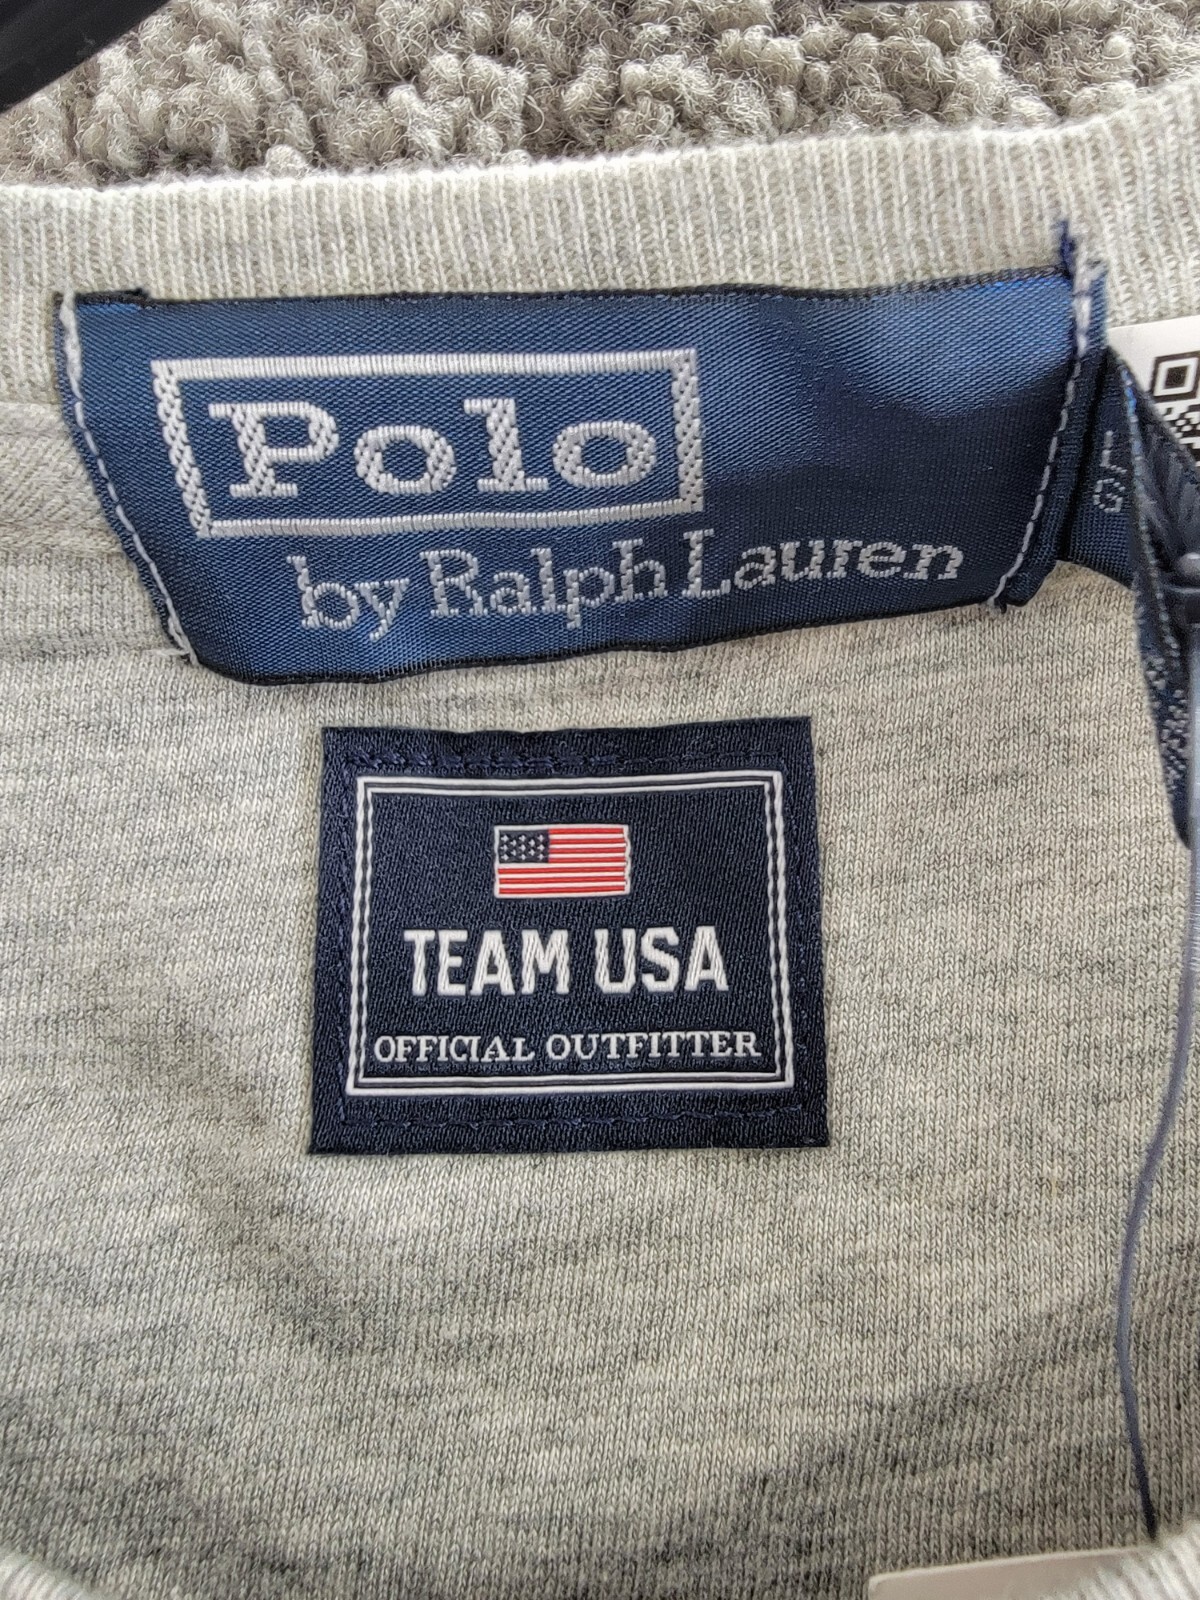 Polo
by Ralph Lauren
L
G
TEAM USA
OFFICIAL OUTFITTER